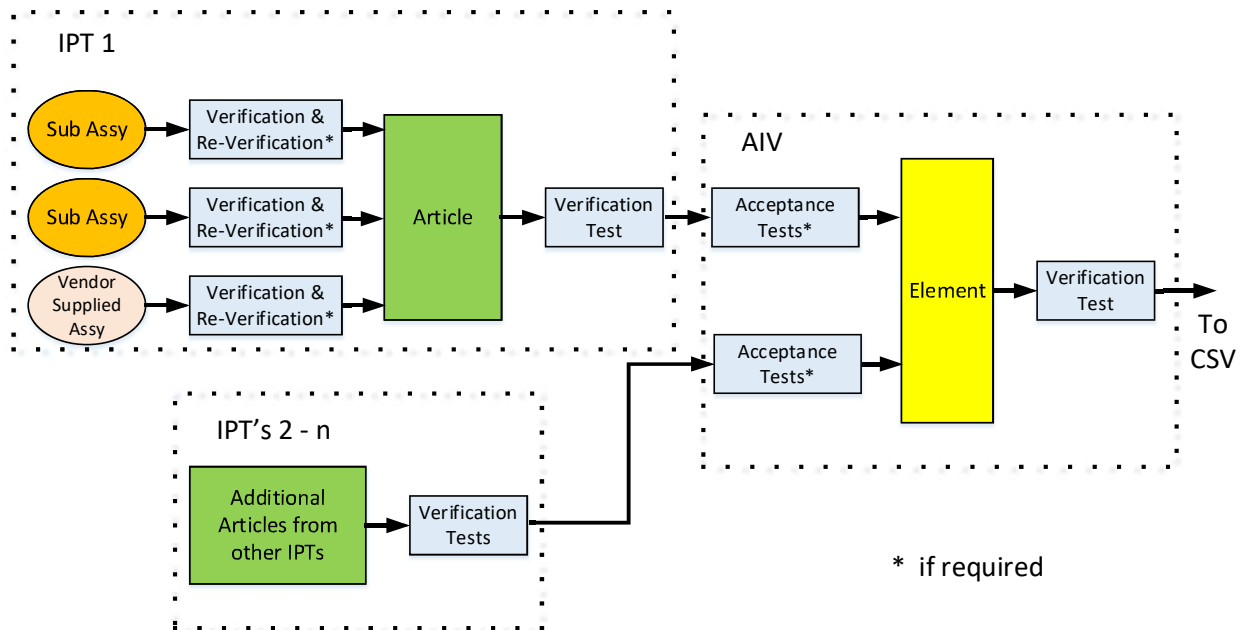 IPT 1
Sub Assy
Verification &
Re-Verification*
Sub Assy
Verification &
Re-Verification*
Vendor
Supplied
Assy
Verification &
Re-Verification*
Article
Verification
Test
AIV
Acceptance
Tests*
Acceptance
Tests*
Element
Verification
Test
To
CSV
IPT’s 2 - n
Additional
Articles from
other IPTs
Verification
Tests
* if required